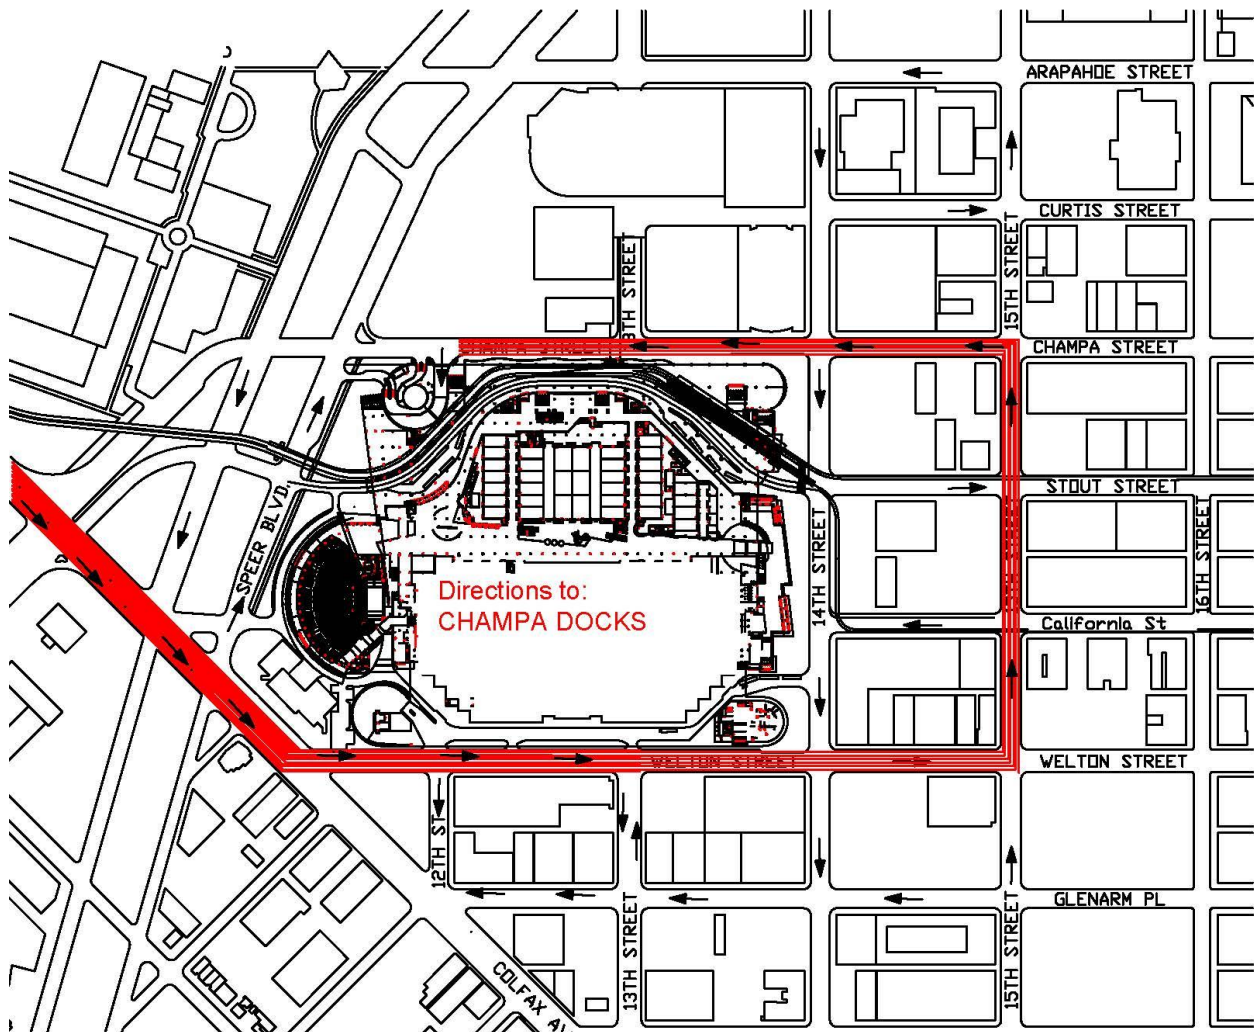 ARAPAHOE STREET
CURTIS STREET
15TH STREET
CHAMPA STREET
STOUT STREET
SPEER BLVD
14TH STREET
16TH STREET
Directions to:
CHAMPA DOCKS
California St
WELTON STREET
WELTON STREET
12TH ST
GLENARM PL
13TH STREET
15TH STREET
COLFAX AV